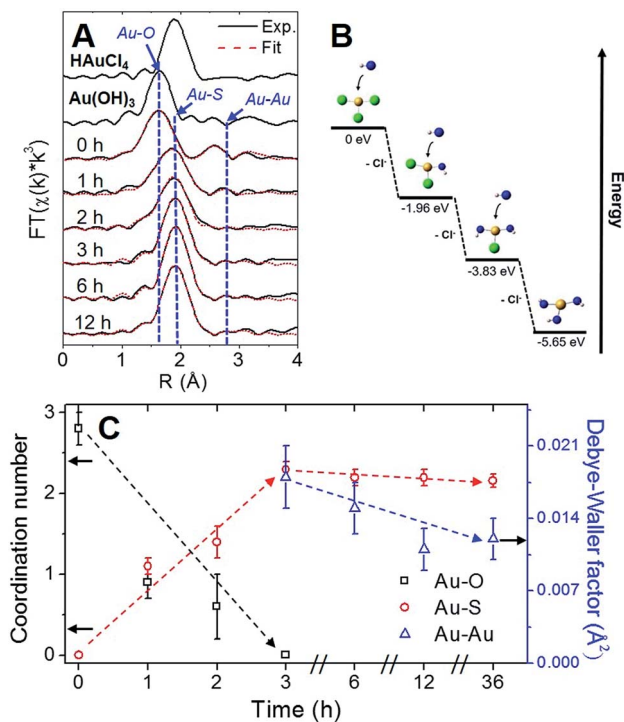 A
Au-O
Exp.
Fit
HAuCl4
Au(OH)3
Au-S
Au-Au
0 h
1 h
2 h
3 h
6 h
12 h
FT(χ(k)*k3)
0 1 2 3 4
R (Å)
B
0 eV
- Cl-
-1.96 eV
- Cl-
-3.83 eV
- Cl-
-5.65 eV
Energy
C
Coordination number
3
2
1
0
0.021
0.014
0.007
0.000
Debye-Waller factor (Å2)
Au-O
Au-S
Au-Au
0 1 2 3 6 12 36
Time (h)